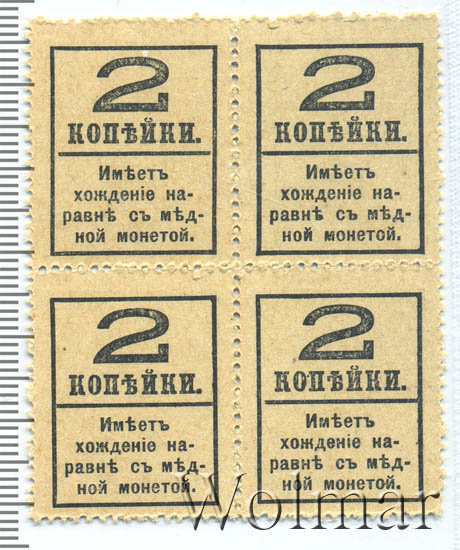 2
КОПѢЙКИ.
Имѣетъ
хожденіе на-
равнѣ съ мѣд-
ной монетой.
2
КОПѢЙКИ.
Имѣетъ
хожденіе на-
равнѣ съ мѣд-
ной монетой.
2
КОПѢЙКИ.
Имѣетъ
хожденіе на-
равнѣ съ мѣд-
ной монетой.
2
КОПѢЙКИ.
Имѣетъ
хожденіе на-
равнѣ съ мѣд-
ной монетой.
Wolmar